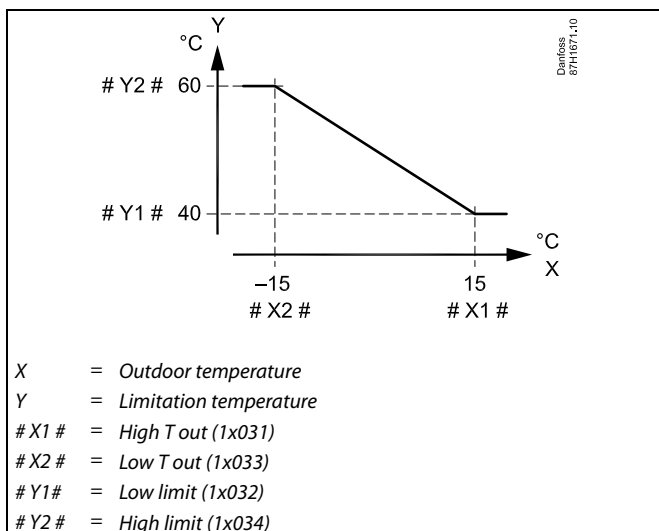 Y
°C
Danfoss
87H1671.10
# Y2 # 60
# Y1 # 40
°C
X
–15 15
# X2 # # X1 #
X = Outdoor temperature
Y = Limitation temperature
# X1 # = High T out (1x031)
# X2 # = Low T out (1x033)
# Y1# = Low limit (1x032)
# Y2 # = High limit (1x034)